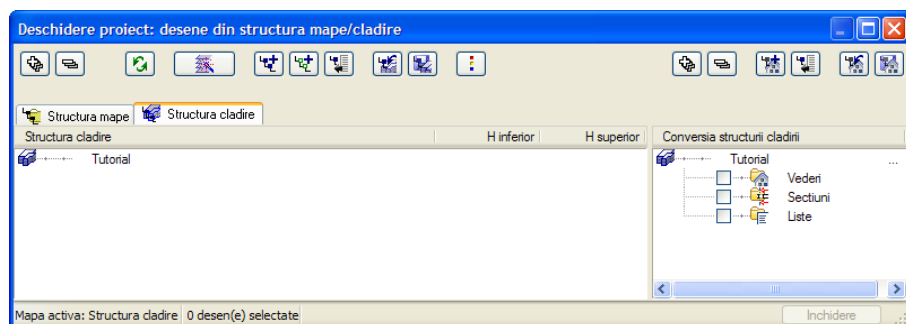 Deschidere proiect: desene din structura mape/cladire
Structura mape Structura cladire
Structura cladire H inferior H superior Conversia structurii cladirii
Tutorial Tutorial ...
Vederi
Sectiuni
Liste
Mapa activa: Structura cladire 0 desen(e) selectate Inchidere